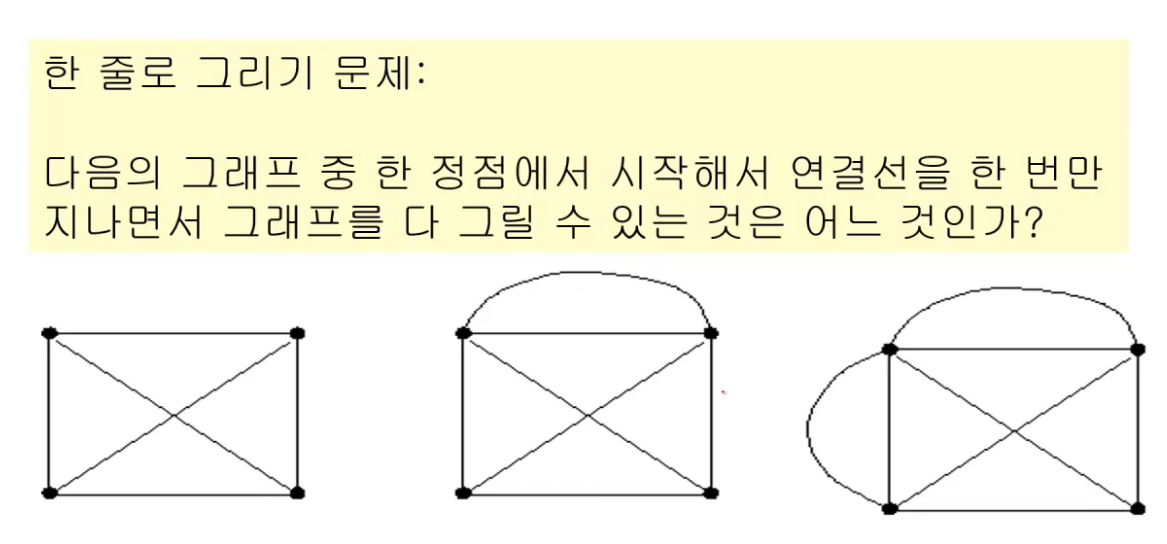 한 줄로 그리기 문제:
다음의 그래프 중 한 정점에서 시작해서 연결선을 한 번만
지나면서 그래프를 다 그릴 수 있는 것은 어느 것인가?